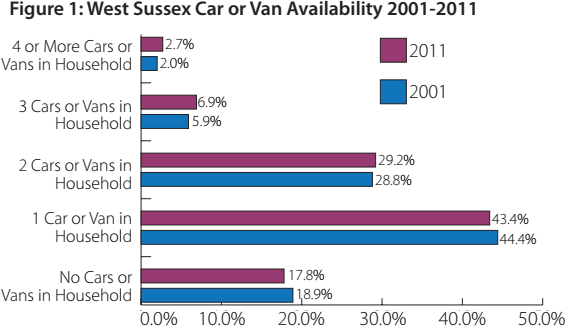 Figure 1: West Sussex Car or Van Availability 2001-2011
4 or More Cars or
Vans in Household
2.7%
2.0%
2011
2001
3 Cars or Vans in
Household
6.9%
5.9%
2 Cars or Vans in
Household
29.2%
28.8%
1 Car or Van in
Household
43.4%
44.4%
No Cars or
Vans in Household
17.8%
18.9%
0.0% 10.0% 20.0% 30.0% 40.0% 50.0%